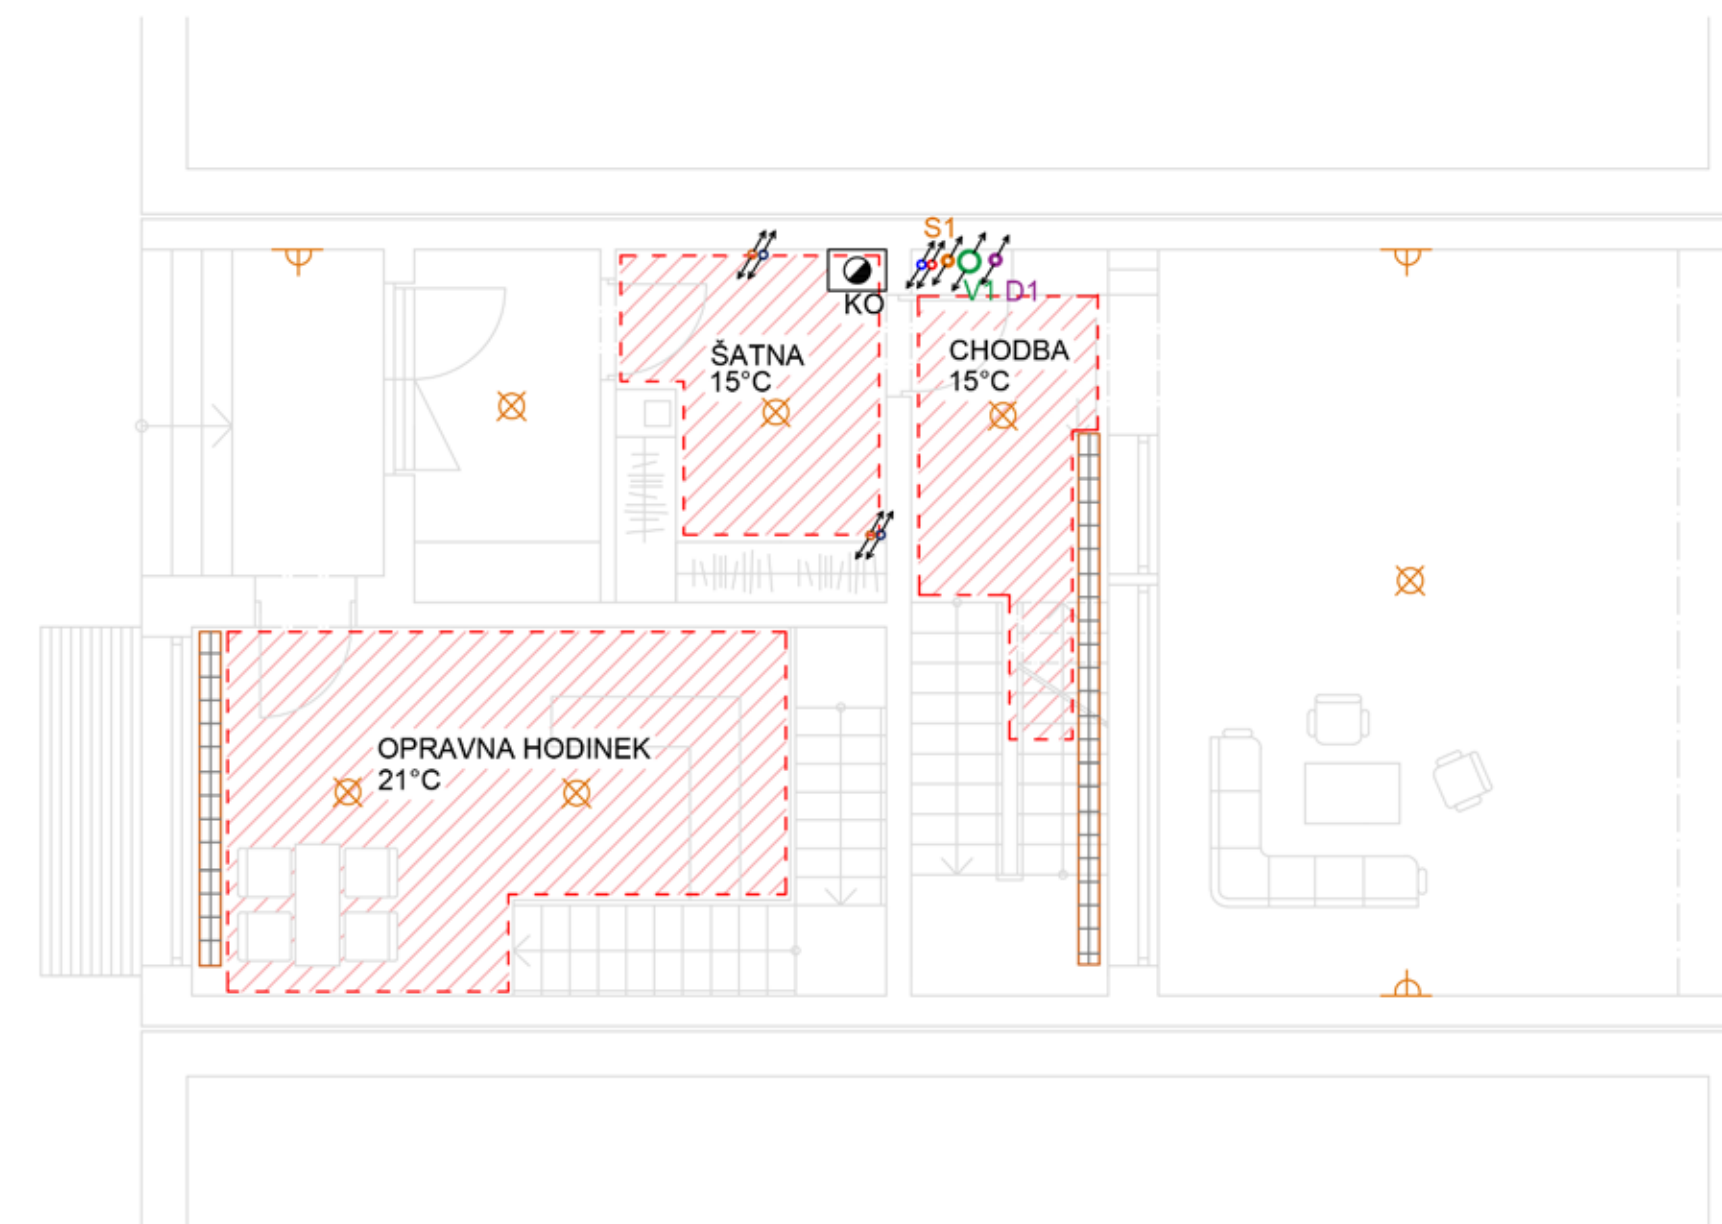 S1
V1 D1
KO
ŠATNA
15°C
CHODBA
15°C
OPRAVNA HODINEK
21°C